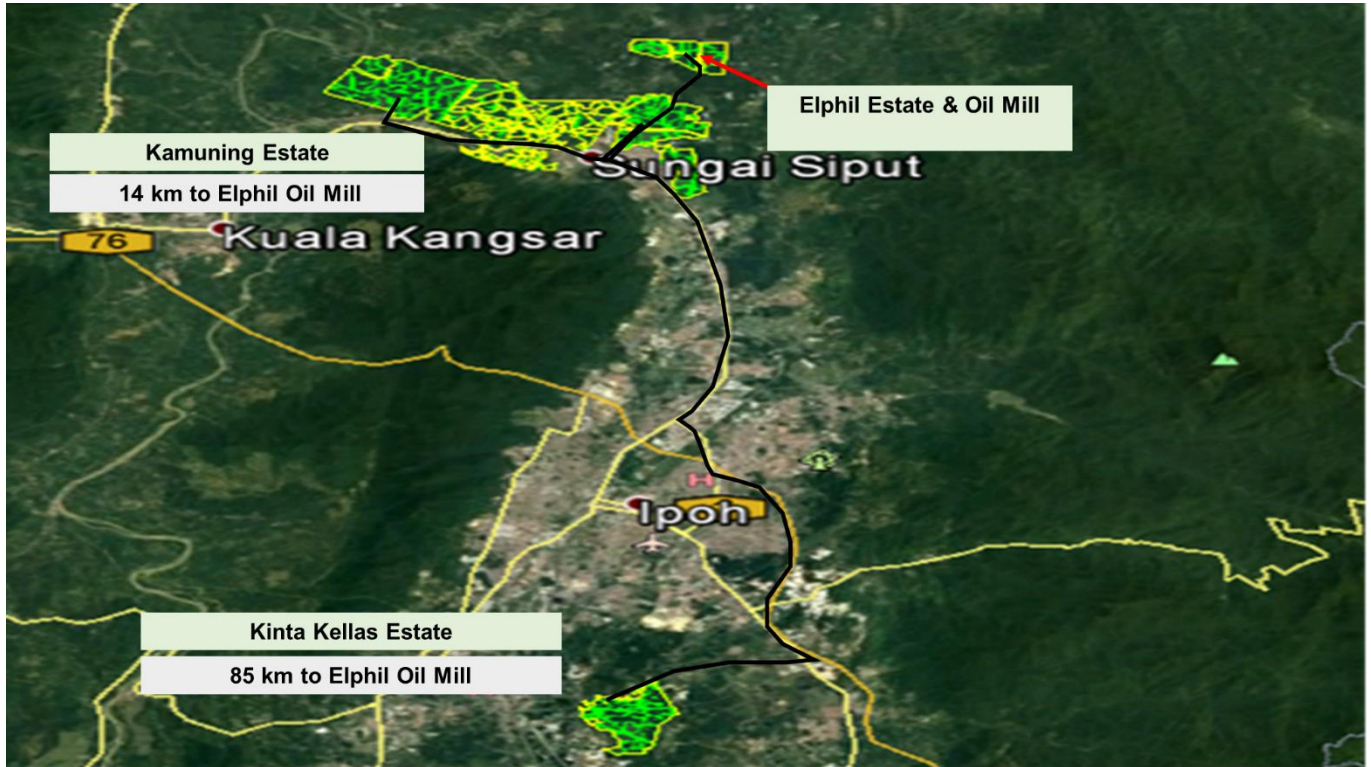 Elphil Estate & Oil Mill
Kamuning Estate
14 km to Elphil Oil Mill
Sungai Siput
76
Kuala Kangsar
Ipoh
Kinta Kellas Estate
85 km to Elphil Oil Mill